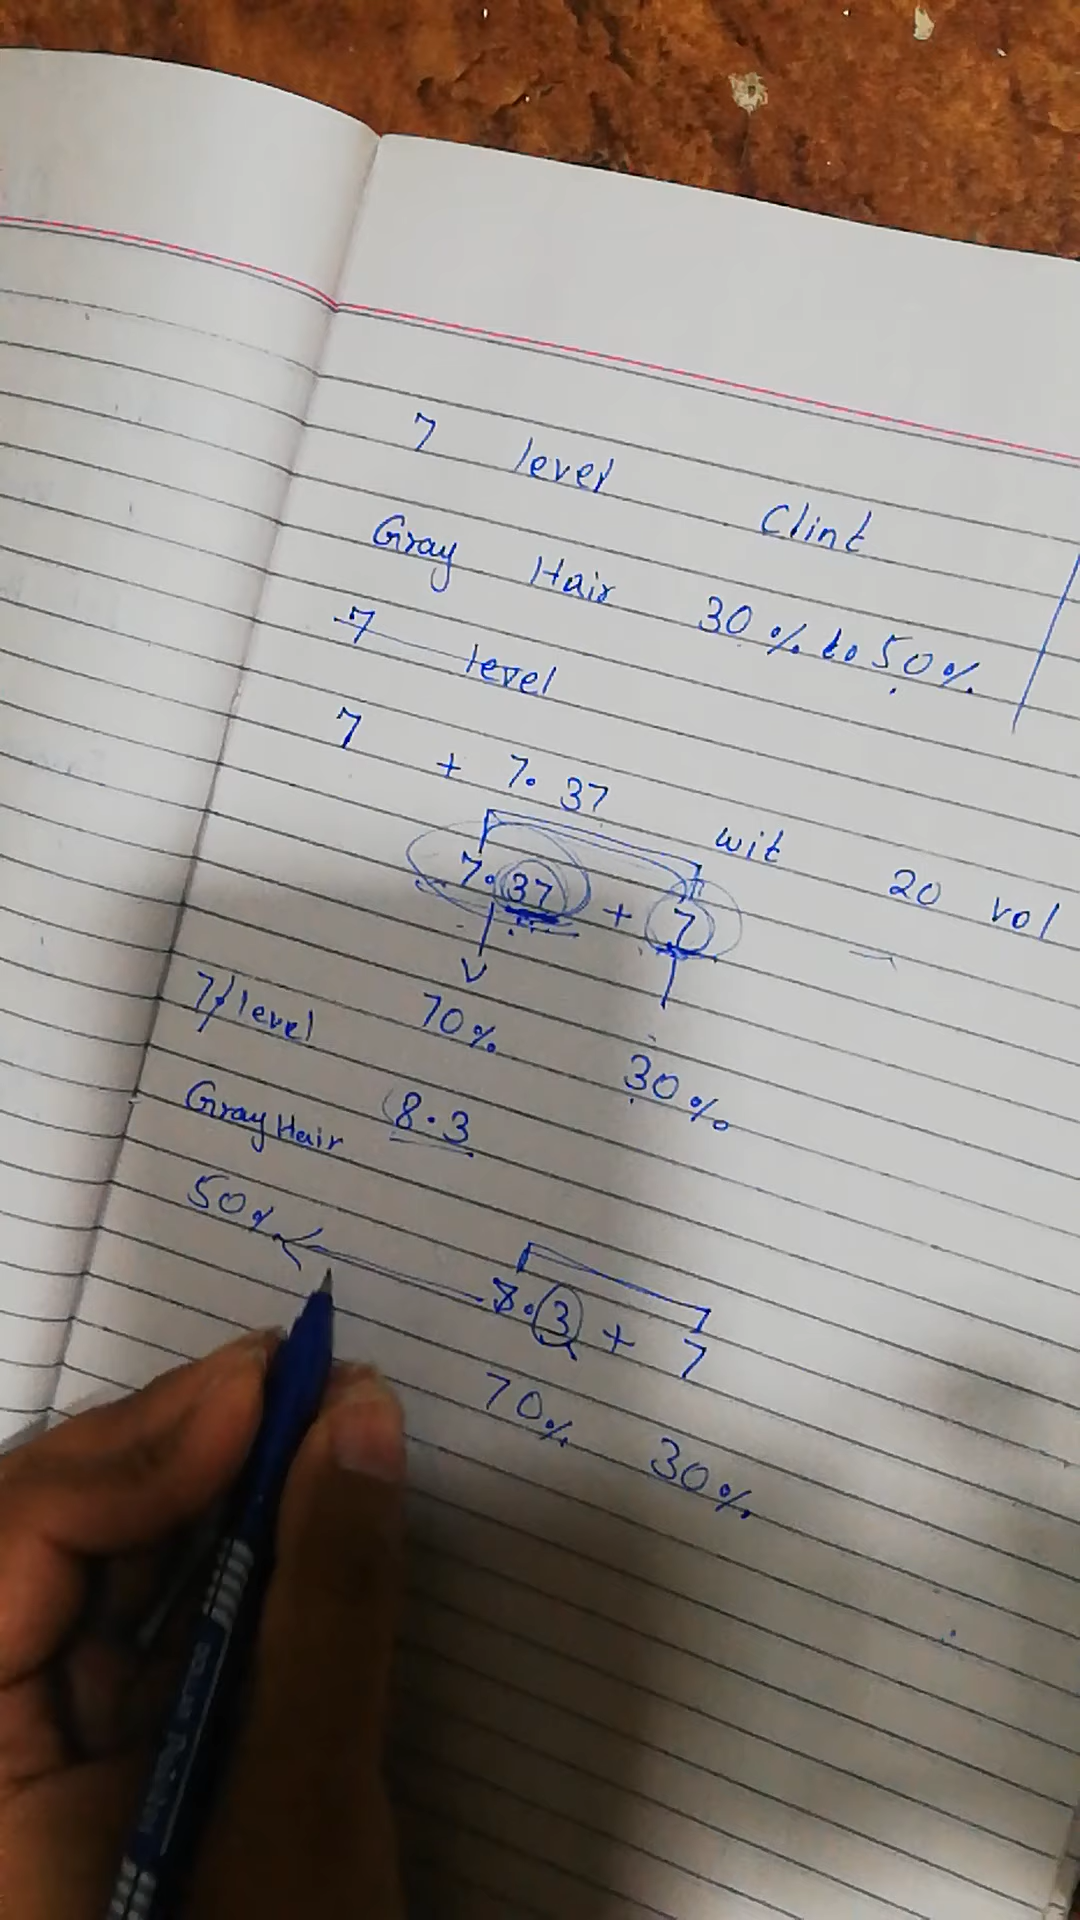 7 level Clint
Gray Hair 30% to 50%
7 level
7 + 7.37 wit 20 vol
7.37 + 7
70% 30%
7 level
Gray Hair 8.3
50%
8.3 + 7
70% 30%